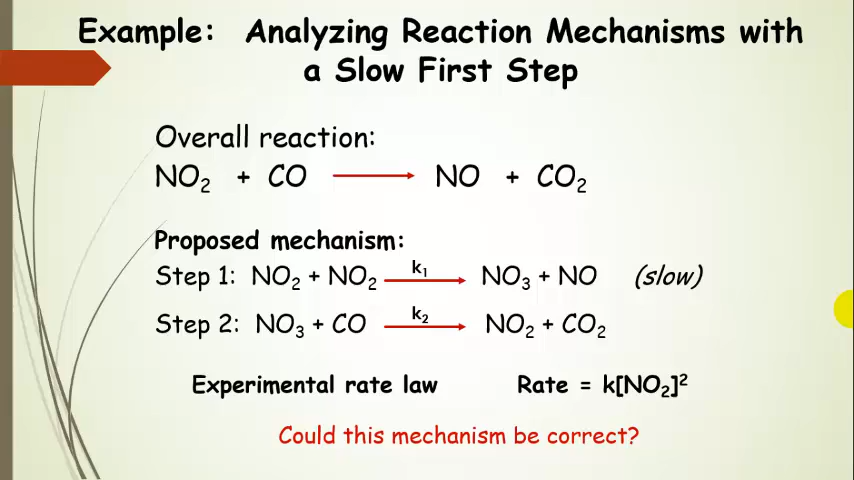 Example: Analyzing Reaction Mechanisms with
a Slow First Step
Overall reaction:
NO₂ + CO ⟶ NO + CO₂
Proposed mechanism:
k₁
Step 1: NO₂ + NO₂ ⟶ NO₃ + NO (slow)
k₂
Step 2: NO₃ + CO ⟶ NO₂ + CO₂
Experimental rate law Rate = k[NO₂]²
Could this mechanism be correct?